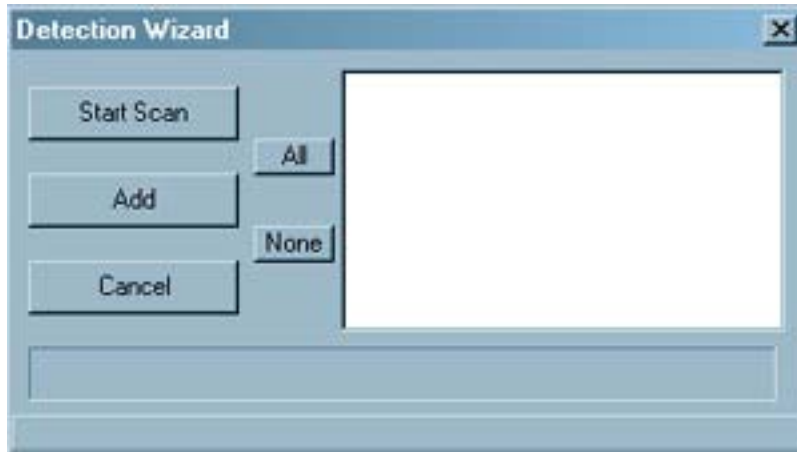 Detection Wizard
Start Scan
All
Add
None
Cancel